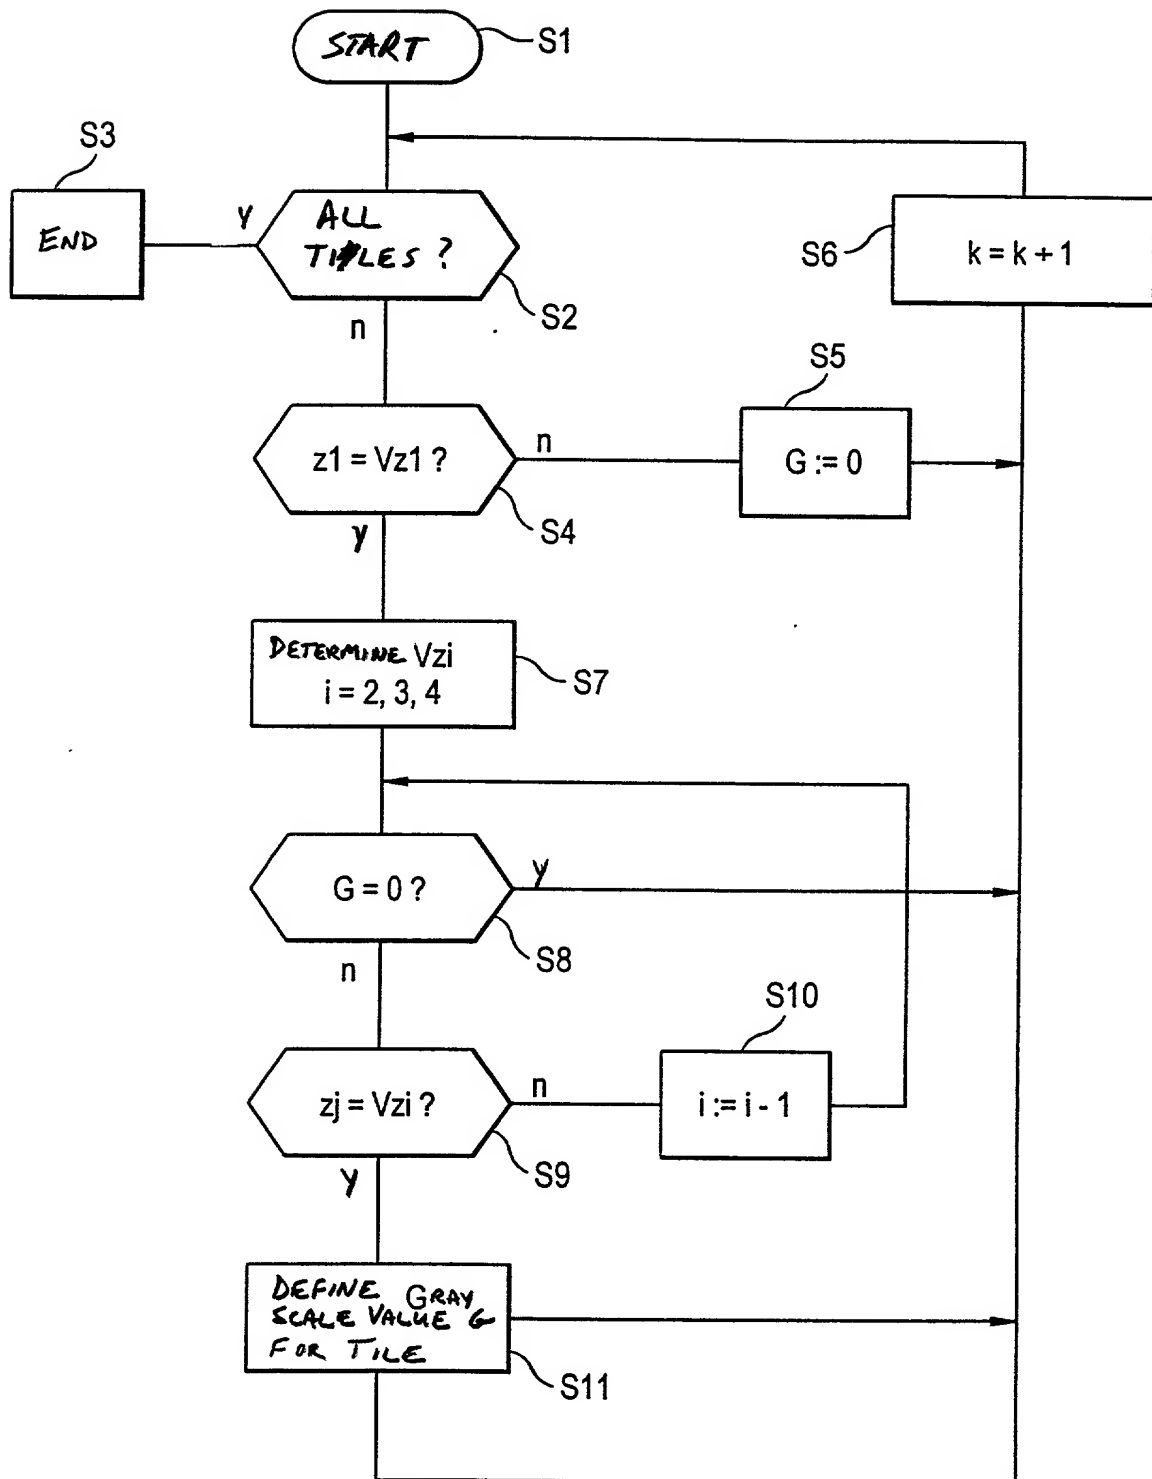 START
S1
S3
END
y
ALL
TILES ?
S2
n
S6
k = k + 1
S5
z1 = Vz1 ?
n
G := 0
S4
y
DETERMINE Vzi
i = 2, 3, 4
S7
G = 0 ?
y
S8
n
S10
zj = Vzi ?
n
i := i - 1
S9
y
DEFINE GRAY
SCALE VALUE G
FOR TILE
S11